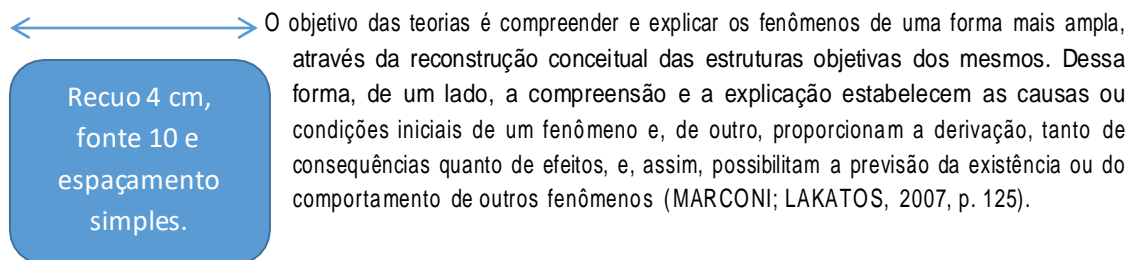 O objetivo das teorias é compreender e explicar os fenômenos de uma forma mais ampla,
através da reconstrução conceitual das estruturas objetivas dos mesmos. Dessa
forma, de um lado, a compreensão e a explicação estabelecem as causas ou
condições iniciais de um fenômeno e, de outro, proporcionam a derivação, tanto de
consequências quanto de efeitos, e, assim, possibilitam a previsão da existência ou do
comportamento de outros fenômenos (MARCONI; LAKATOS, 2007, p. 125).
Recuo 4 cm,
fonte 10 e
espaçamento
simples.